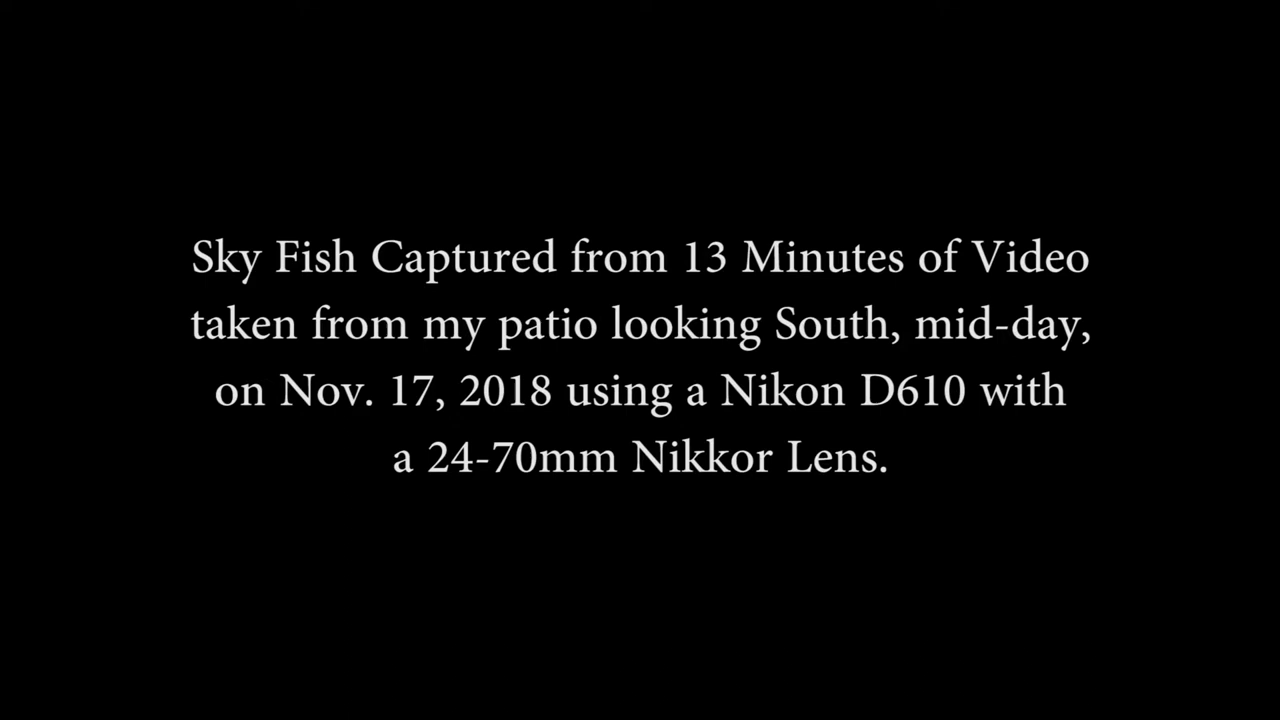 Sky Fish Captured from 13 Minutes of Video
taken from my patio looking South, mid-day,
on Nov. 17, 2018 using a Nikon D610 with
a 24-70mm Nikkor Lens.